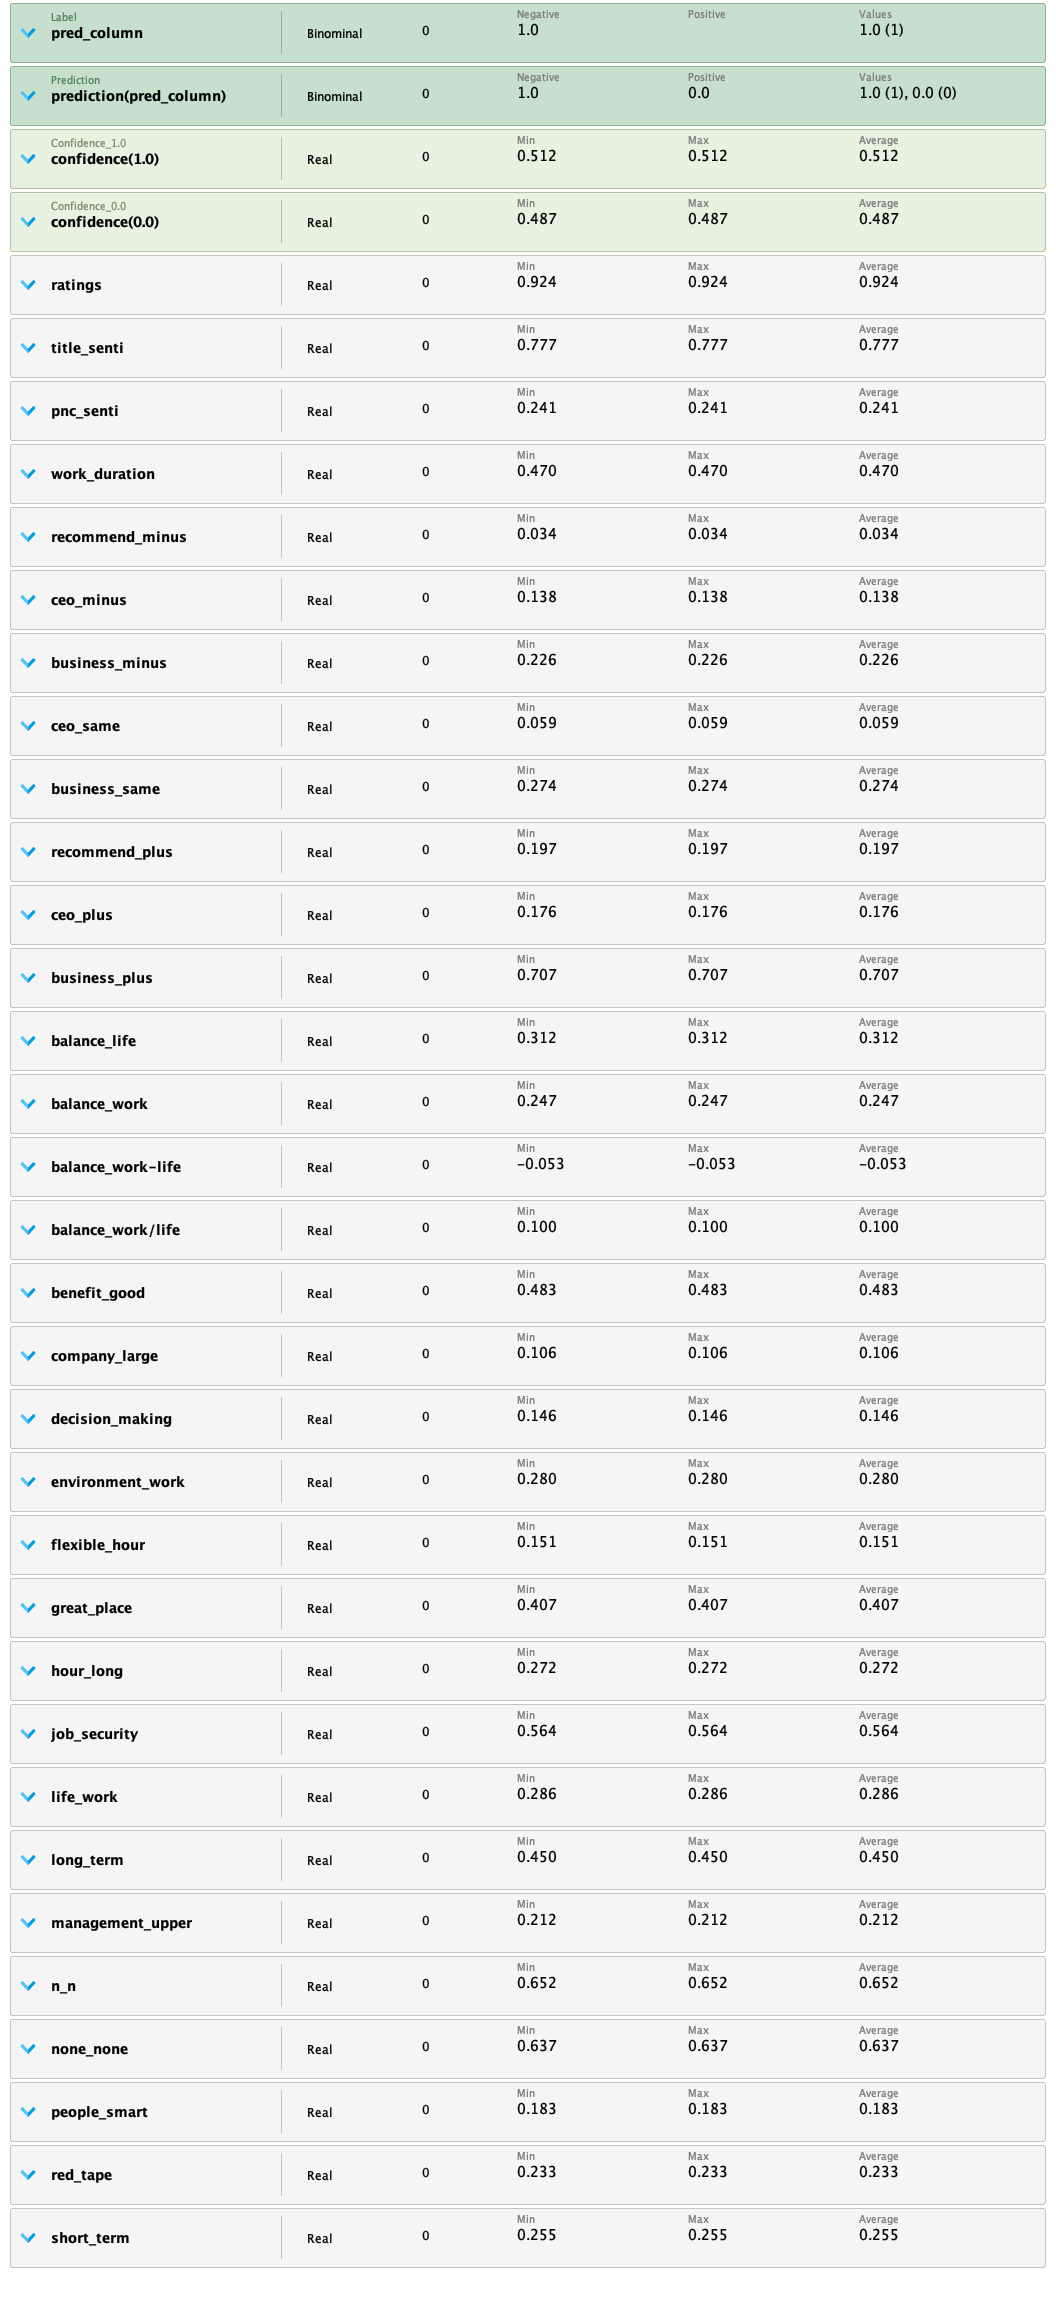 Label Negative Positive Values
pred_column Binominal 0 1.0 1.0 (1)
Prediction Negative Positive Values
prediction(pred_column) Binominal 0 1.0 0.0 1.0 (1), 0.0 (0)
Confidence_1.0 Min Max Average
confidence(1.0) Real 0 0.512 0.512 0.512
Confidence_0.0 Min Max Average
confidence(0.0) Real 0 0.487 0.487 0.487
Min Max Average
ratings Real 0 0.924 0.924 0.924
Min Max Average
title_senti Real 0 0.777 0.777 0.777
Min Max Average
pnc_senti Real 0 0.241 0.241 0.241
Min Max Average
work_duration Real 0 0.470 0.470 0.470
Min Max Average
recommend_minus Real 0 0.034 0.034 0.034
Min Max Average
ceo_minus Real 0 0.138 0.138 0.138
Min Max Average
business_minus Real 0 0.226 0.226 0.226
Min Max Average
ceo_same Real 0 0.059 0.059 0.059
Min Max Average
business_same Real 0 0.274 0.274 0.274
Min Max Average
recommend_plus Real 0 0.197 0.197 0.197
Min Max Average
ceo_plus Real 0 0.176 0.176 0.176
Min Max Average
business_plus Real 0 0.707 0.707 0.707
Min Max Average
balance_life Real 0 0.312 0.312 0.312
Min Max Average
balance_work Real 0 0.247 0.247 0.247
Min Max Average
balance_work-life Real 0 -0.053 -0.053 -0.053
Min Max Average
balance_work/life Real 0 0.100 0.100 0.100
Min Max Average
benefit_good Real 0 0.483 0.483 0.483
Min Max Average
company_large Real 0 0.106 0.106 0.106
Min Max Average
decision_making Real 0 0.146 0.146 0.146
Min Max Average
environment_work Real 0 0.280 0.280 0.280
Min Max Average
flexible_hour Real 0 0.151 0.151 0.151
Min Max Average
great_place Real 0 0.407 0.407 0.407
Min Max Average
hour_long Real 0 0.272 0.272 0.272
Min Max Average
job_security Real 0 0.564 0.564 0.564
Min Max Average
life_work Real 0 0.286 0.286 0.286
Min Max Average
long_term Real 0 0.450 0.450 0.450
Min Max Average
management_upper Real 0 0.212 0.212 0.212
Min Max Average
n_n Real 0 0.652 0.652 0.652
Min Max Average
none_none Real 0 0.637 0.637 0.637
Min Max Average
people_smart Real 0 0.183 0.183 0.183
Min Max Average
red_tape Real 0 0.233 0.233 0.233
Min Max Average
short_term Real 0 0.255 0.255 0.255